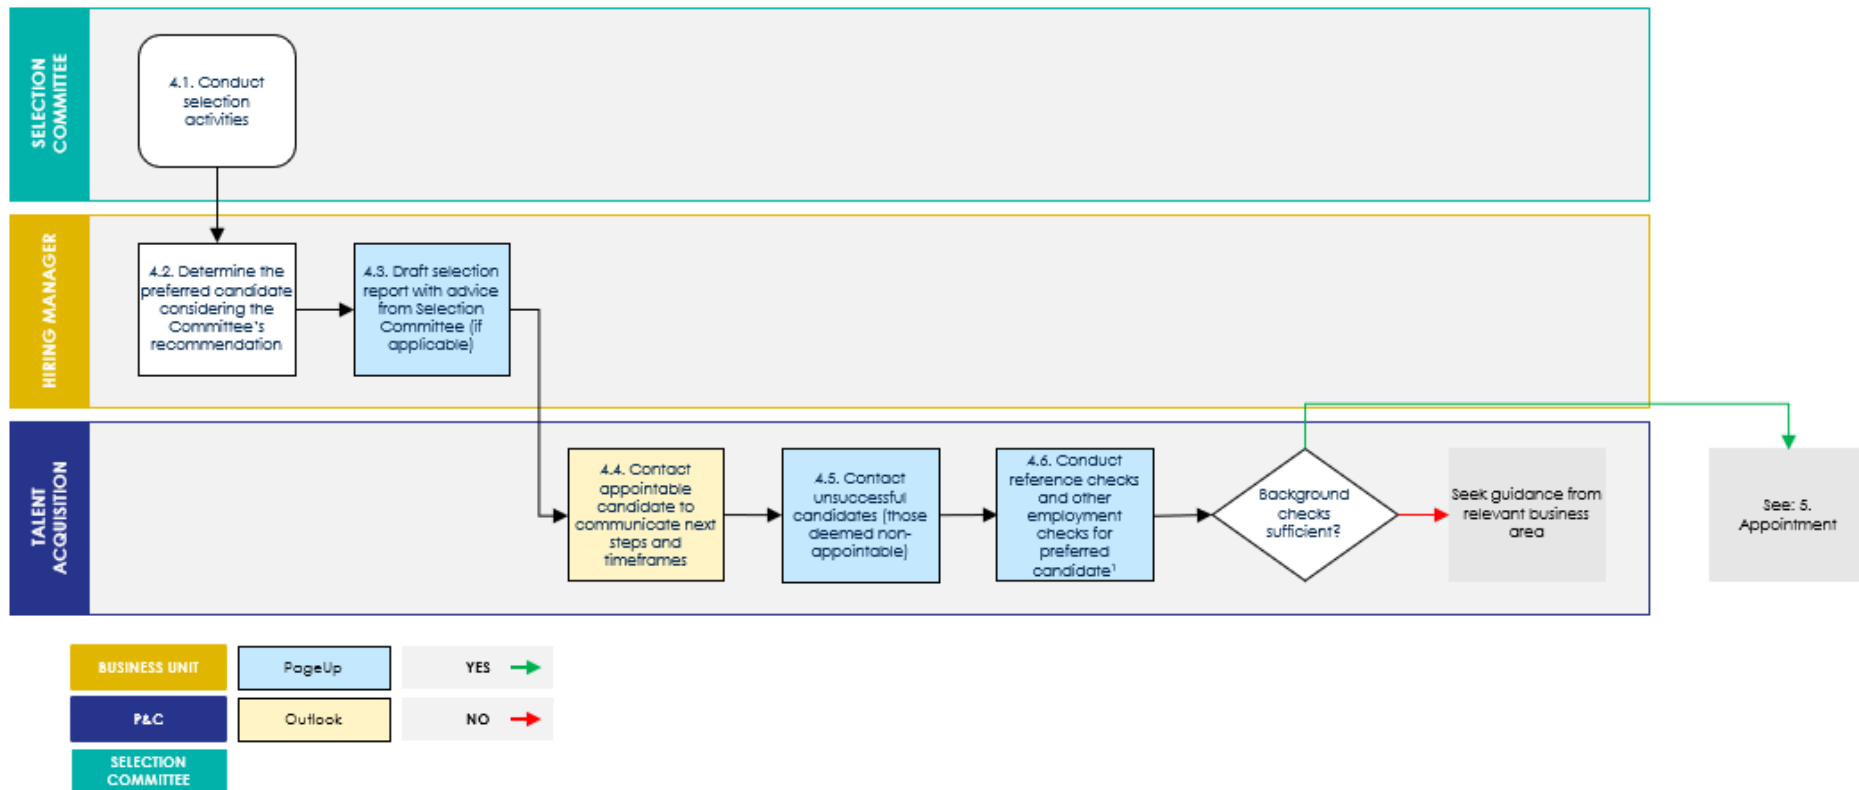 SELECTION
COMMITTEE
4.1. Conduct
selection
activities
HIRING MANAGER
4.2. Determine the
preferred candidate
considering the
Committee's
recommendation
4.3. Draft selection
report with advice
from Selection
Committee (if
applicable)
TALENT
ACQUISITION
4.4. Contact
appointable
candidate to
communicate next
steps and
timeframes
4.5. Contact
unsuccessful
candidates (those
deemed non-
appointable)
4.6. Conduct
reference checks
and other
employment
checks for
preferred
candidate¹
Background
checks
sufficient?
Seek guidance from
relevant business
area
See: 5.
Appointment
BUSINESS UNIT
PageUp
YES
P&C
Outlook
NO
SELECTION
COMMITTEE